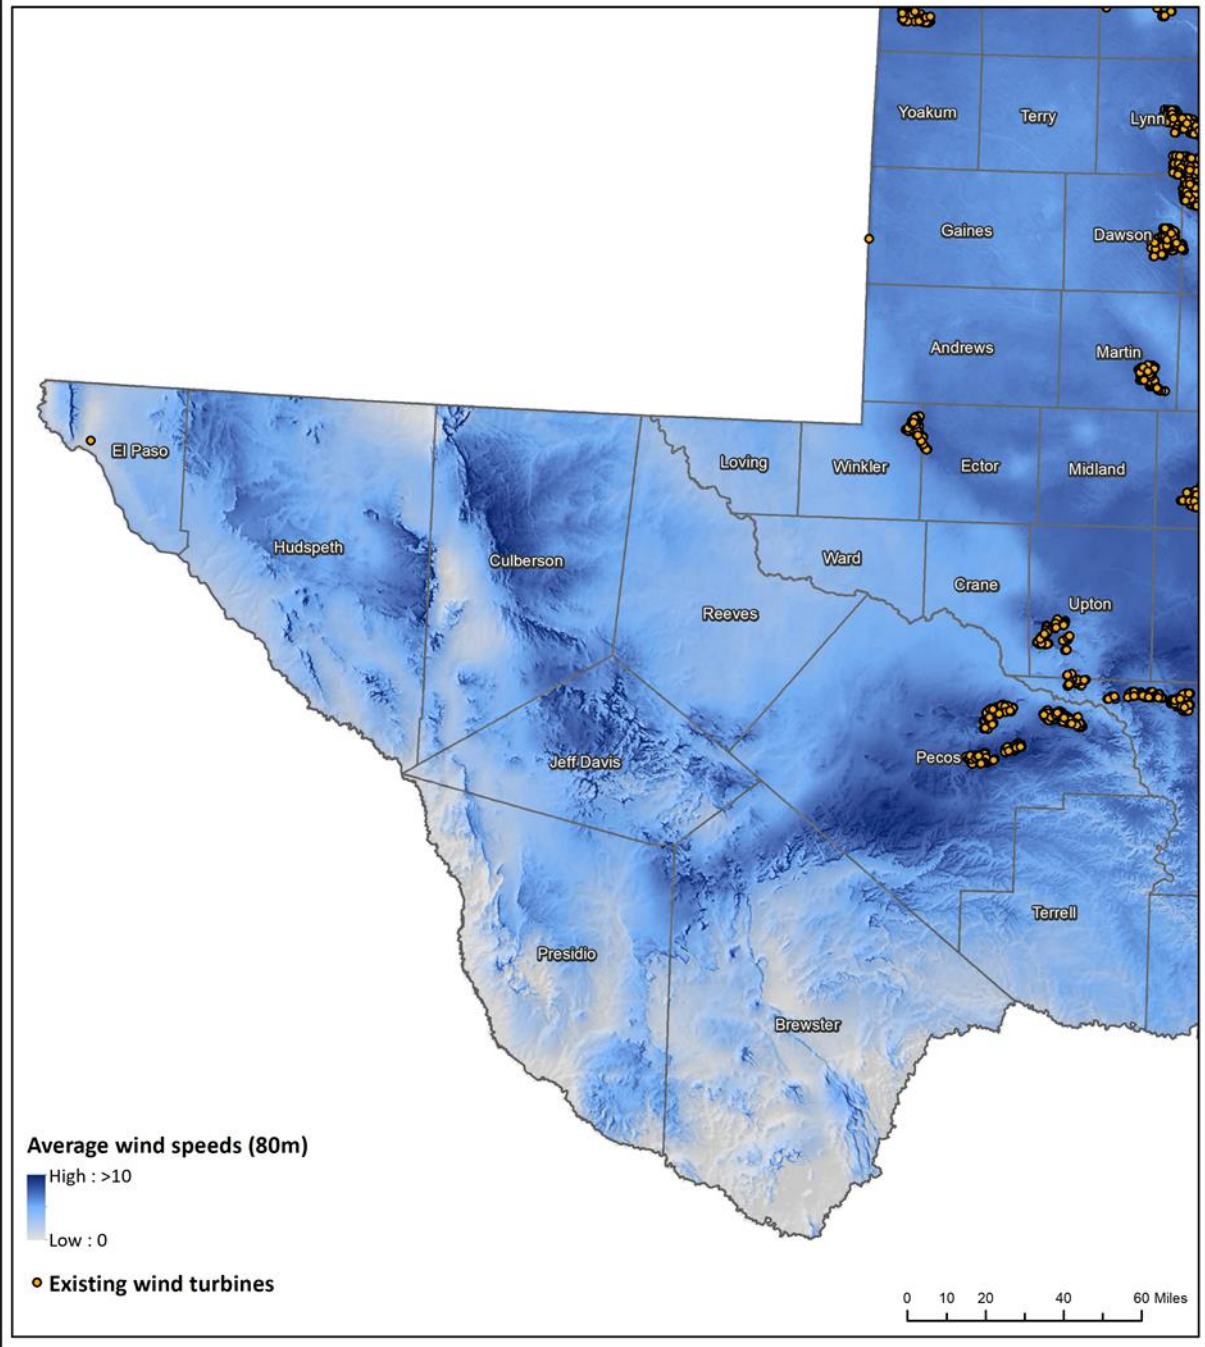 Yoakum
Terry
Lynn
Gaines
Dawson
Andrews
Martin
El Paso
Loving
Winkler
Ector
Midland
Hudspeth
Culberson
Ward
Crane
Reeves
Upton
Jeff Davis
Pecos
Terrell
Presidio
Brewster
Average wind speeds (80m)
High : >10
Low : 0
Existing wind turbines
0 10 20 40 60 Miles